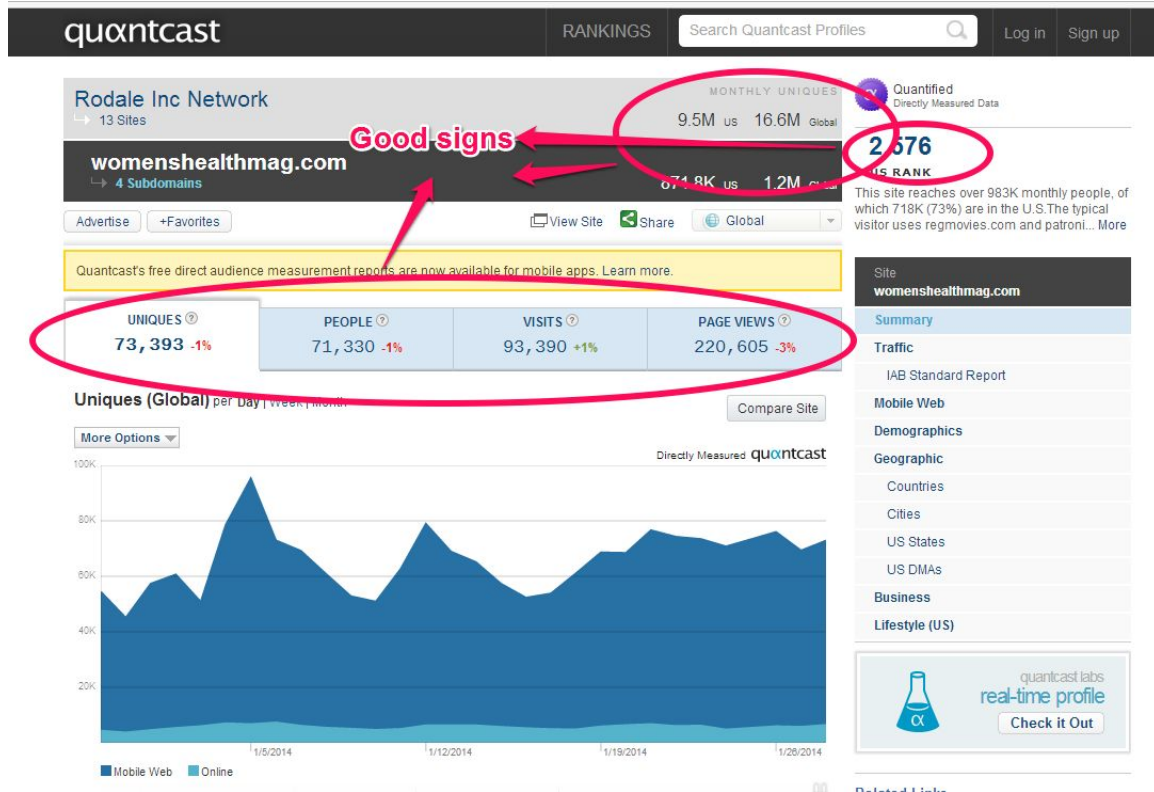 quantcast
RANKINGS
Search Quantcast Profiles
Log in
Sign up
Rodale Inc Network
13 Sites
MONTHLY UNIQUES
9.5M US 16.6M Global
Quantified
Directly Measured Data
Good signs
womenshealthmag.com
4 Subdomains
871.8K US 1.2M
2,576
US RANK
This site reaches over 983K monthly people, of
which 718K (73%) are in the U.S.The typical
visitor uses regmovies.com and patroni... More
Advertise
+Favorites
View Site
Share
Global
Quantcast's free direct audience measurement reports are now available for mobile apps. Learn more.
UNIQUES
73,393 -1%
PEOPLE
71,330 -1%
VISITS
93,390 +1%
PAGE VIEWS
220,605 -3%
Uniques (Global) per Day | Week | Month
Compare Site
More Options
Directly Measured quantcast
100K
80K
60K
40K
20K
1/5/2014
1/12/2014
1/19/2014
1/26/2014
Mobile Web
Online
Site
womenshealthmag.com
Summary
Traffic
IAB Standard Report
Mobile Web
Demographics
Geographic
Countries
Cities
US States
US DMAs
Business
Lifestyle (US)
quantcast labs
real-time profile
Check it Out
Related Links